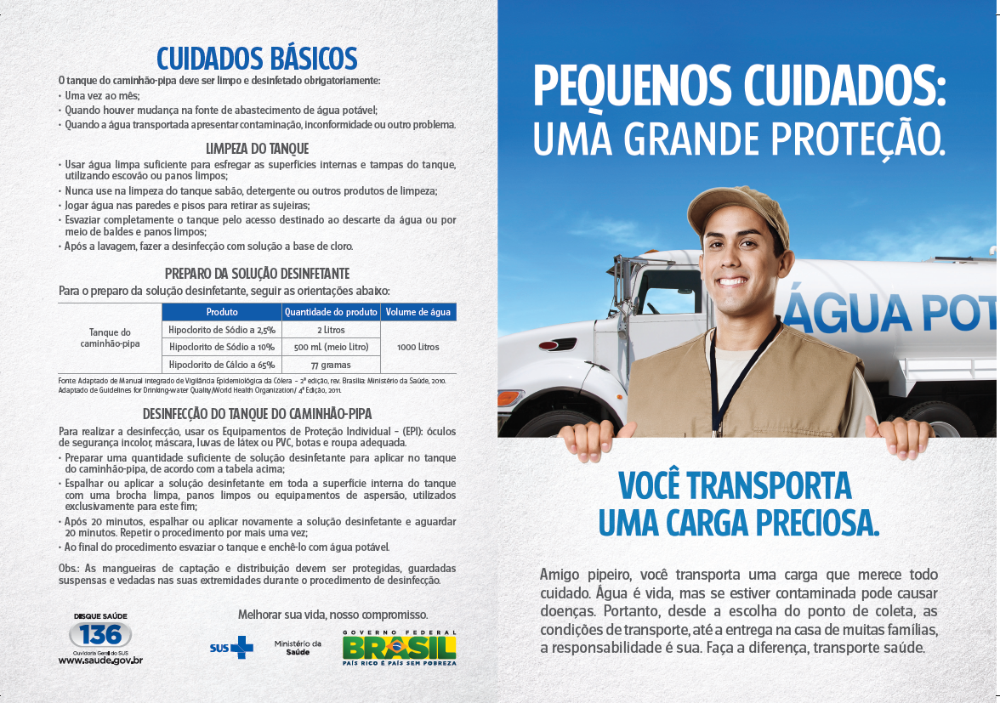 CUIDADOS BÁSICOS
O tanque do caminhão-pipa deve ser limpo e desinfetado obrigatoriamente:
• Uma vez ao mês;
• Quando houver mudança na fonte de abastecimento de água potável;
• Quando a água transportada apresentar contaminação, inconformidade ou outro problema.
LIMPEZA DO TANQUE
• Usar água limpa suficiente para esfregar as superfícies internas e tampas do tanque,
utilizando escovão ou panos limpos;
• Nunca use na limpeza do tanque sabão, detergente ou outros produtos de limpeza;
• Jogar água nas paredes e pisos para retirar as sujeiras;
• Esvaziar completamente o tanque pelo acesso destinado ao descarte da água ou por
meio de baldes e panos limpos;
• Após a lavagem, fazer a desinfecção com solução a base de cloro.
PREPARO DA SOLUÇÃO DESINFETANTE
Para o preparo da solução desinfetante, seguir as orientações abaixo:
Produto Quantidade do produto Volume de água
Tanque do
caminhão-pipa
Hipoclorito de Sódio a 2,5% 2 Litros
Hipoclorito de Sódio a 10% 500 mL (meio Litro) 1000 Litros
Hipoclorito de Cálcio a 65% 77 gramas
Fonte: Adaptado de Manual integrado de Vigilância Epidemiológica da Cólera – 2ª edição, rev. Brasília: Ministério da Saúde, 2010.
Adaptado de Guidelines for Drinking-water Quality/World Health Organization/ 4ª Edição, 2011.
DESINFECÇÃO DO TANQUE DO CAMINHÃO-PIPA
Para realizar a desinfecção, usar os Equipamentos de Proteção Individual – (EPI): óculos
de segurança incolor, máscara, luvas de látex ou PVC, botas e roupa adequada.
• Preparar uma quantidade suficiente de solução desinfetante para aplicar no tanque
do caminhão-pipa, de acordo com a tabela acima;
• Espalhar ou aplicar a solução desinfetante em toda a superfície interna do tanque
com uma brocha limpa, panos limpos ou equipamentos de aspersão, utilizados
exclusivamente para este fim;
• Após 20 minutos, espalhar ou aplicar novamente a solução desinfetante e aguardar
20 minutos. Repetir o procedimento por mais uma vez;
• Ao final do procedimento esvaziar o tanque e enchê-lo com água potável.
Obs.: As mangueiras de captação e distribuição devem ser protegidas, guardadas
suspensas e vedadas nas suas extremidades durante o procedimento de desinfecção.
DISQUE SAÚDE
136
Ouvidoria Geral do SUS
www.saude.gov.br
Melhorar sua vida, nosso compromisso.
SUS
Ministério da
Saúde
GOVERNO FEDERAL
BRASIL
PAÍS RICO É PAÍS SEM POBREZA
PEQUENOS CUIDADOS:
UMA GRANDE PROTEÇÃO.
ÁGUA POT
VOCÊ TRANSPORTA
UMA CARGA PRECIOSA.
Amigo pipeiro, você transporta uma carga que merece todo
cuidado. Água é vida, mas se estiver contaminada pode causar
doenças. Portanto, desde a escolha do ponto de coleta, as
condições de transporte, até a entrega na casa de muitas famílias,
a responsabilidade é sua. Faça a diferença, transporte saúde.